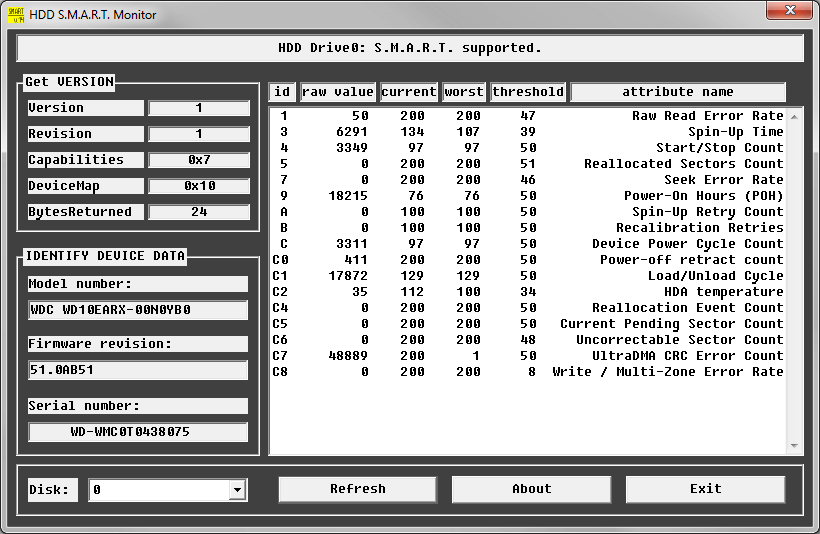 SMART v.14 HDD S.M.A.R.T. Monitor
HDD Drive0: S.M.A.R.T. supported.
Get VERSION
Version 1
Revision 1
Capabilities 0x7
DeviceMap 0x10
BytesReturned 24
IDENTIFY DEVICE DATA
Model number:
WDC WD10EARX-00N0YB0
Firmware revision:
51.0AB51
Serial number:
WD-WMC0T0438075
id raw value current worst threshold attribute name
1 50 200 200 47 Raw Read Error Rate
3 6291 134 107 39 Spin-Up Time
4 3349 97 97 50 Start/Stop Count
5 0 200 200 51 Reallocated Sectors Count
7 0 200 200 46 Seek Error Rate
9 18215 76 76 50 Power-On Hours (POH)
A 0 100 100 50 Spin-Up Retry Count
B 0 100 100 50 Recalibration Retries
C 3311 97 97 50 Device Power Cycle Count
C0 411 200 200 50 Power-off retract count
C1 17872 129 129 50 Load/Unload Cycle
C2 35 112 100 34 HDA temperature
C4 0 200 200 50 Reallocation Event Count
C5 0 200 200 50 Current Pending Sector Count
C6 0 200 200 48 Uncorrectable Sector Count
C7 48889 200 1 50 UltraDMA CRC Error Count
C8 0 200 200 8 Write / Multi-Zone Error Rate
Disk: 0 Refresh About Exit